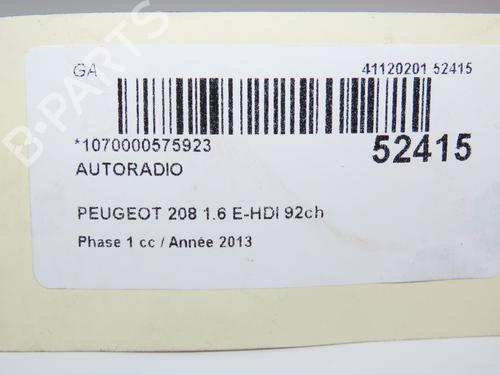 GA 41120201 52415
*1070000575923 52415
AUTORADIO
PEUGEOT 208 1.6 E-HDI 92ch
Phase 1 cc / Année 2013
B-PARTS